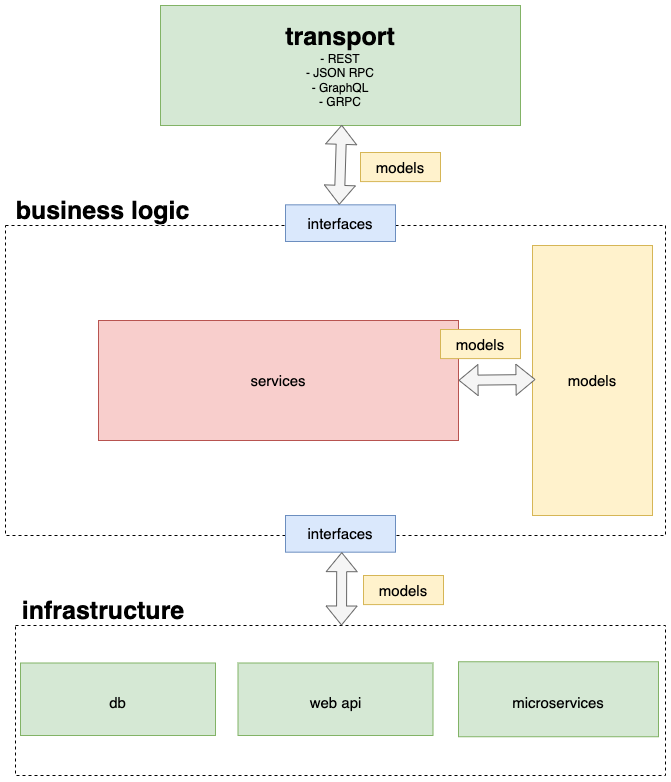 transport
- REST
- JSON RPC
- GraphQL
- GRPC
models
business logic
interfaces
models
services
models
interfaces
models
infrastructure
db
web api
microservices